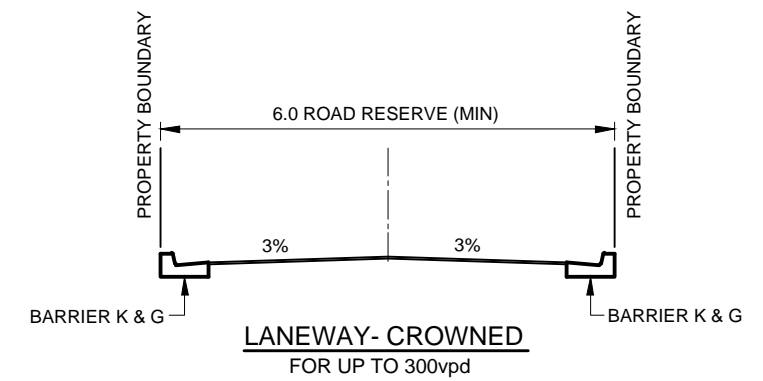 PROPERTY BOUNDARY
PROPERTY BOUNDARY
6.0 ROAD RESERVE (MIN)
3%
3%
BARRIER K & G
BARRIER K & G
LANEWAY- CROWNED
FOR UP TO 300vpd